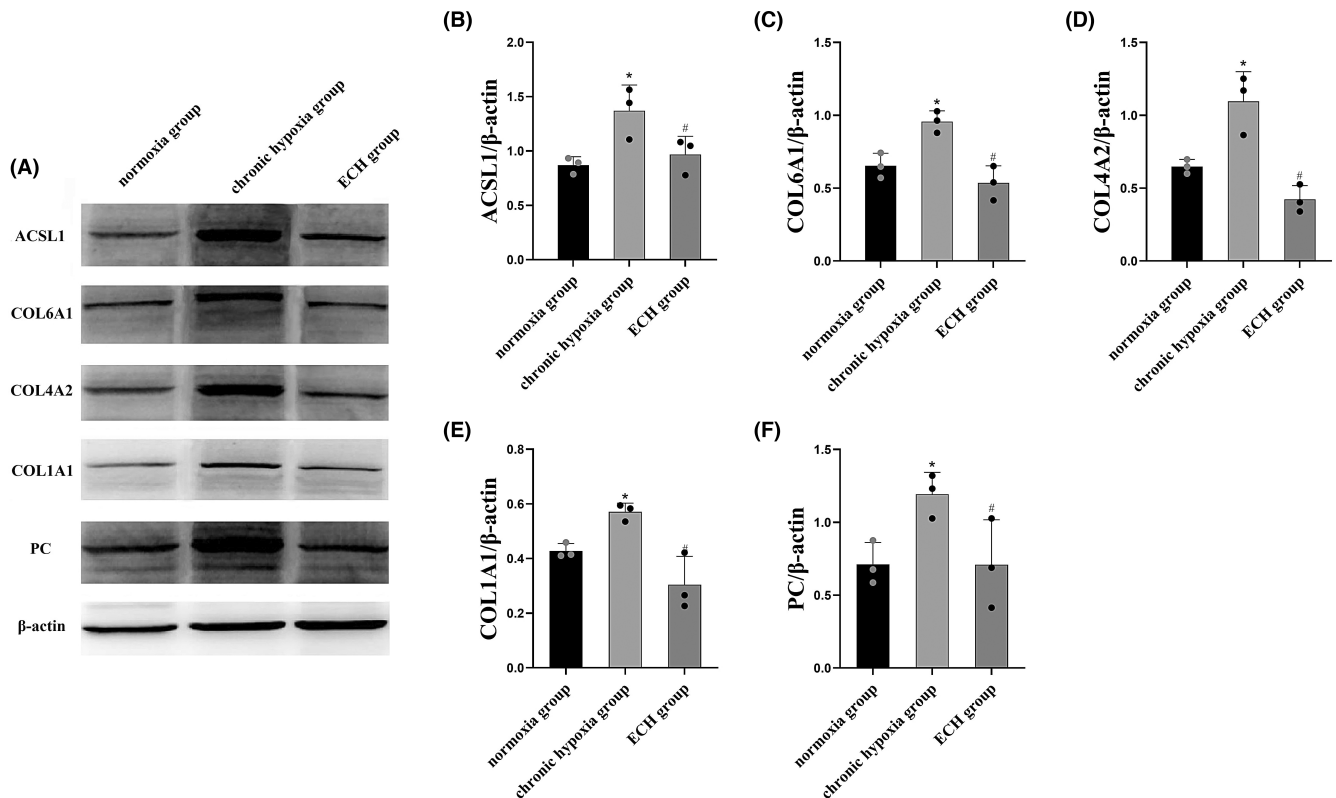 (A)
normoxia group
chronic hypoxia group
ECH group
ACSL1
COL6A1
COL4A2
COL1A1
PC
β-actin
(B)
ACSL1/β-actin
2.0
1.5
1.0
0.5
0.0
*
#
normoxia group
chronic hypoxia group
ECH group
(C)
COL6A1/β-actin
1.5
1.0
0.5
0.0
*
#
normoxia group
chronic hypoxia group
ECH group
(D)
COL4A2/β-actin
1.5
1.0
0.5
0.0
*
#
normoxia group
chronic hypoxia group
ECH group
(E)
COL1A1/β-actin
0.8
0.6
0.4
0.2
0.0
*
#
normoxia group
chronic hypoxia group
ECH group
(F)
PC/β-actin
1.5
1.0
0.5
0.0
*
#
normoxia group
chronic hypoxia group
ECH group